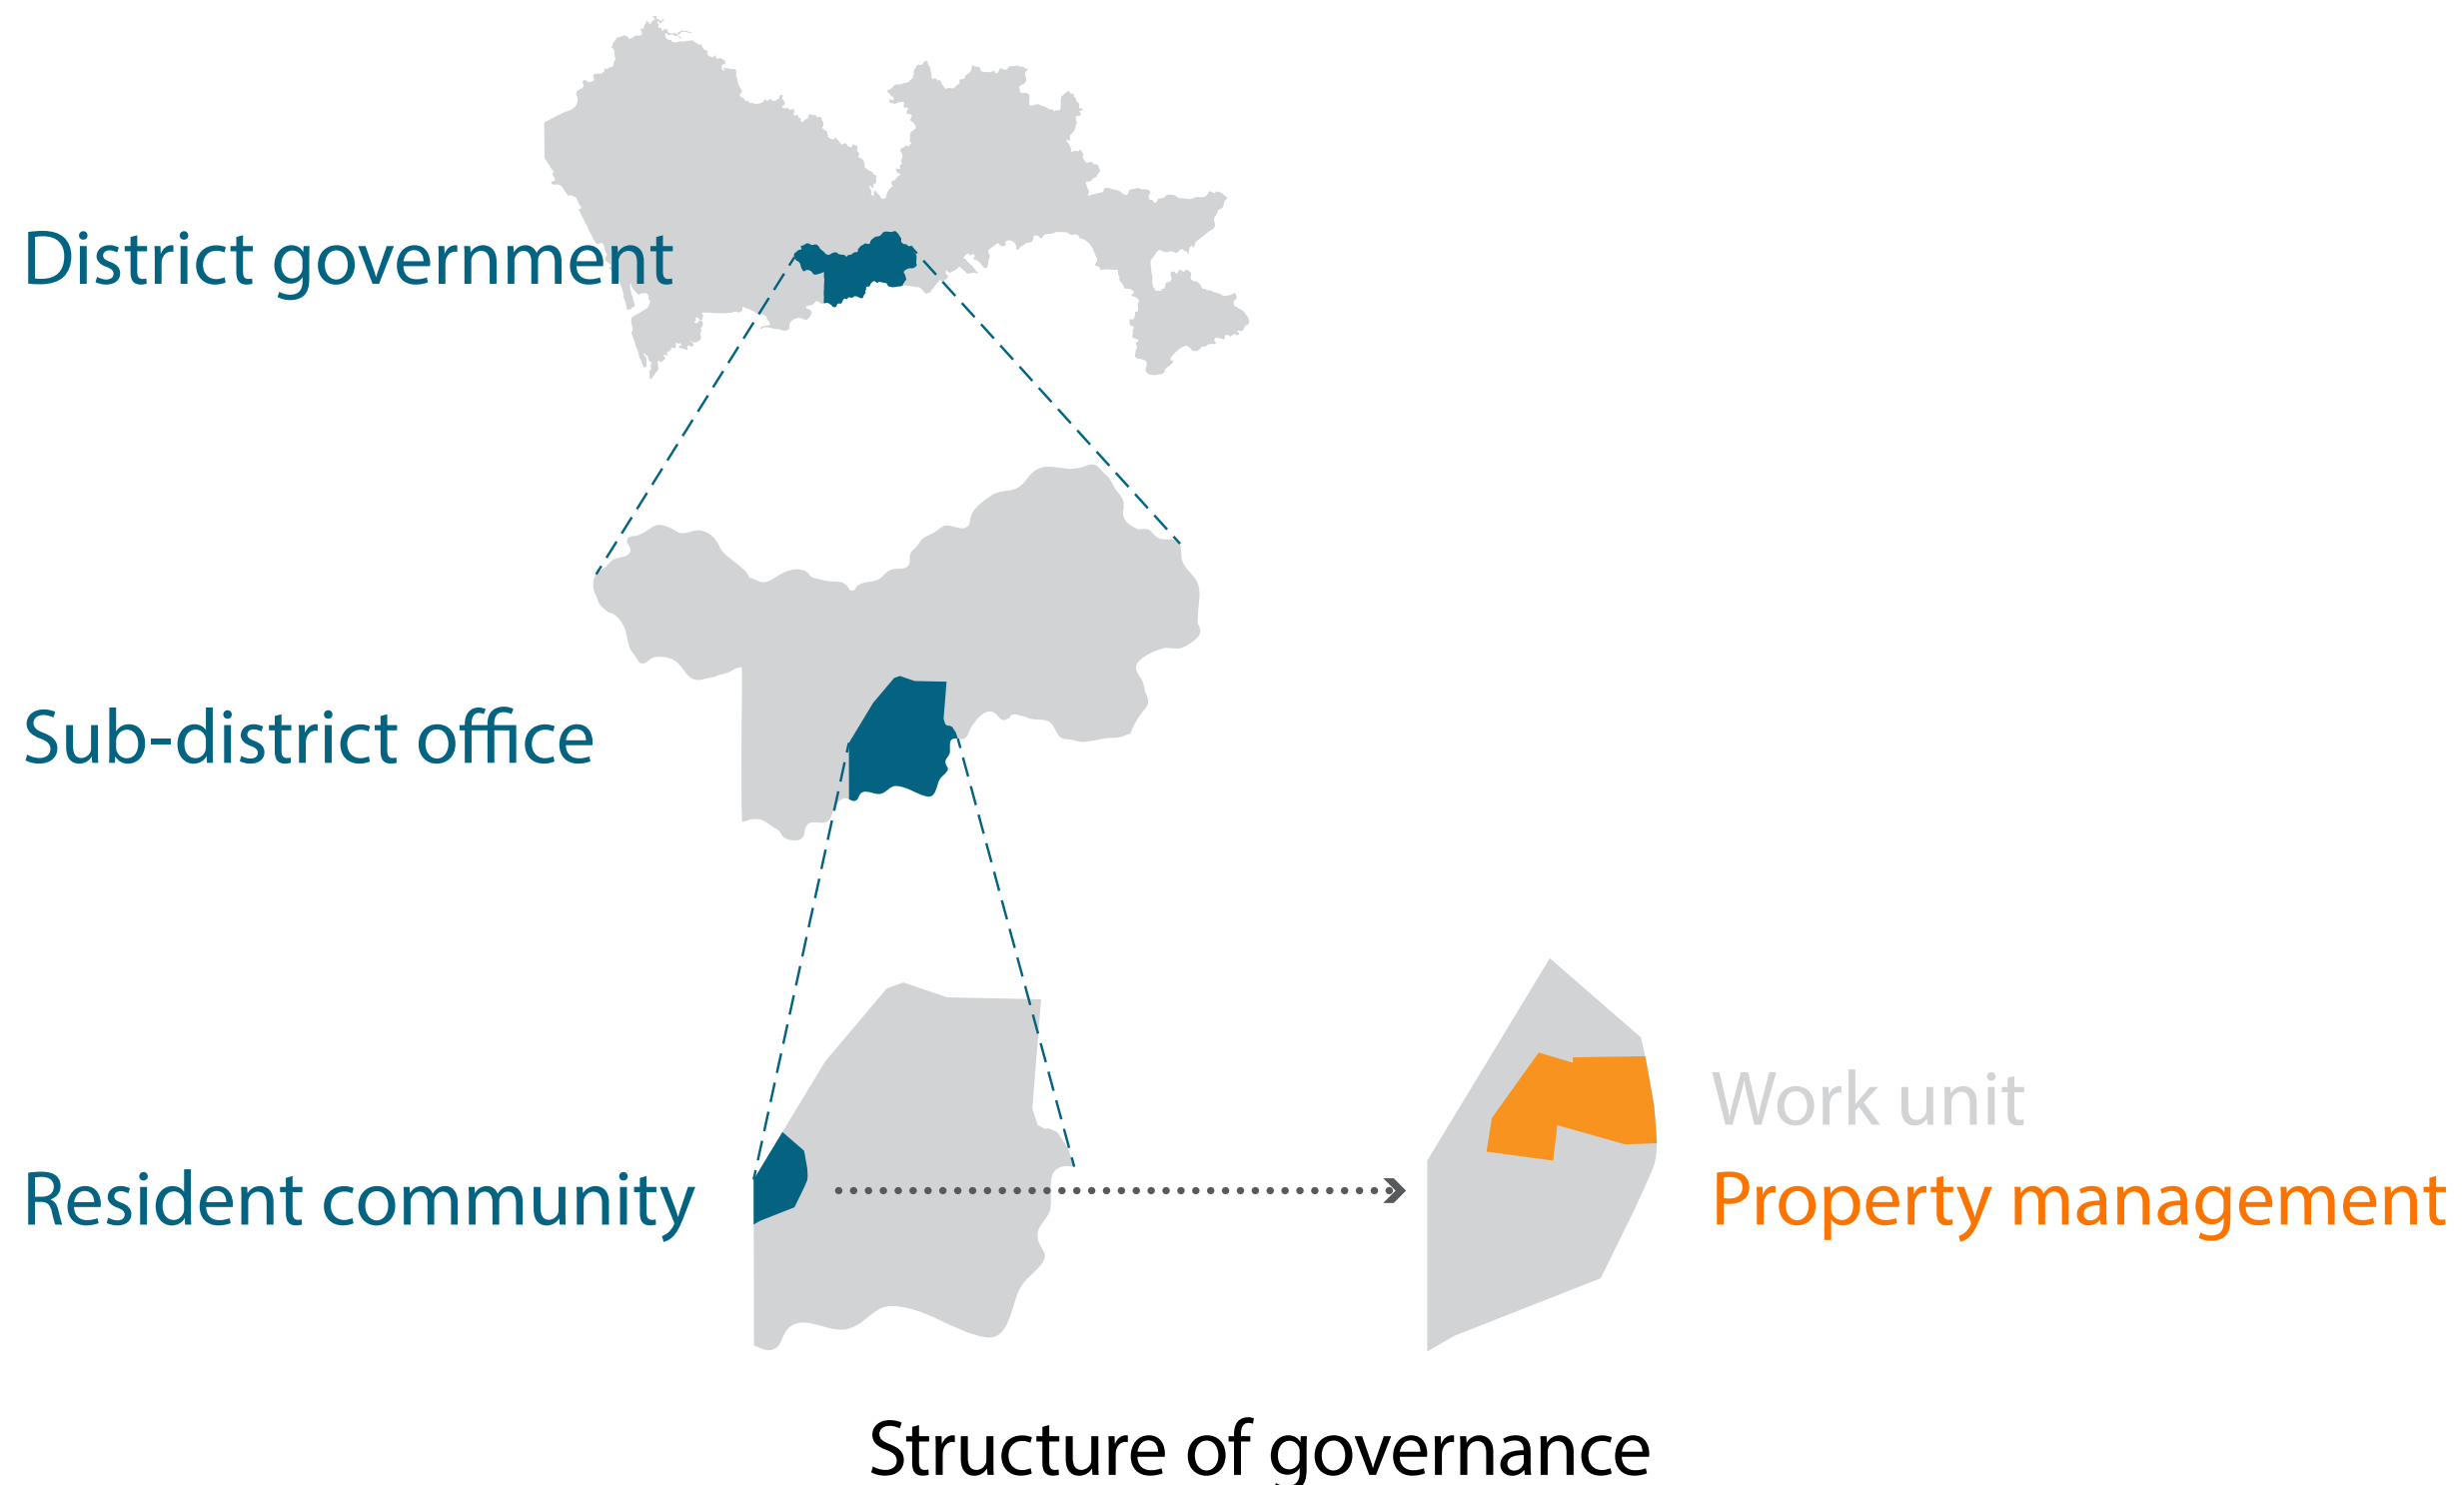 District government
Sub-district office
Work unit
Resident community
Property management
Structure of governance